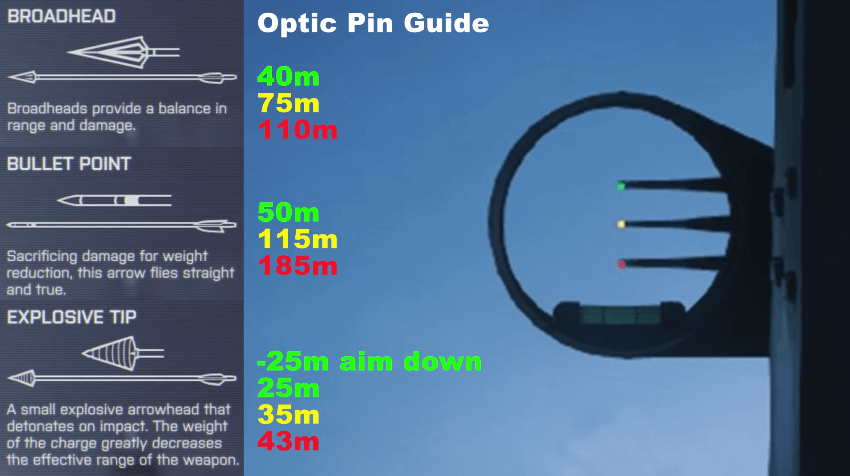 BROADHEAD
Broadheads provide a balance in
range and damage.
BULLET POINT
Sacrificing damage for weight
reduction, this arrow flies straight
and true.
EXPLOSIVE TIP
A small explosive arrowhead that
detonates on impact. The weight
of the charge greatly decreases
the effective range of the weapon.
Optic Pin Guide
40m
75m
110m
50m
115m
185m
-25m aim down
25m
35m
43m